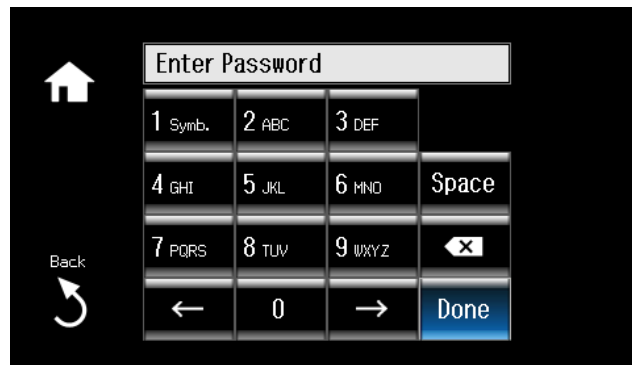 Enter Password
1 Symb. 2 ABC 3 DEF
4 GHI 5 JKL 6 MNO Space
7 PQRS 8 TUV 9 WXYZ
Back
← 0 → Done